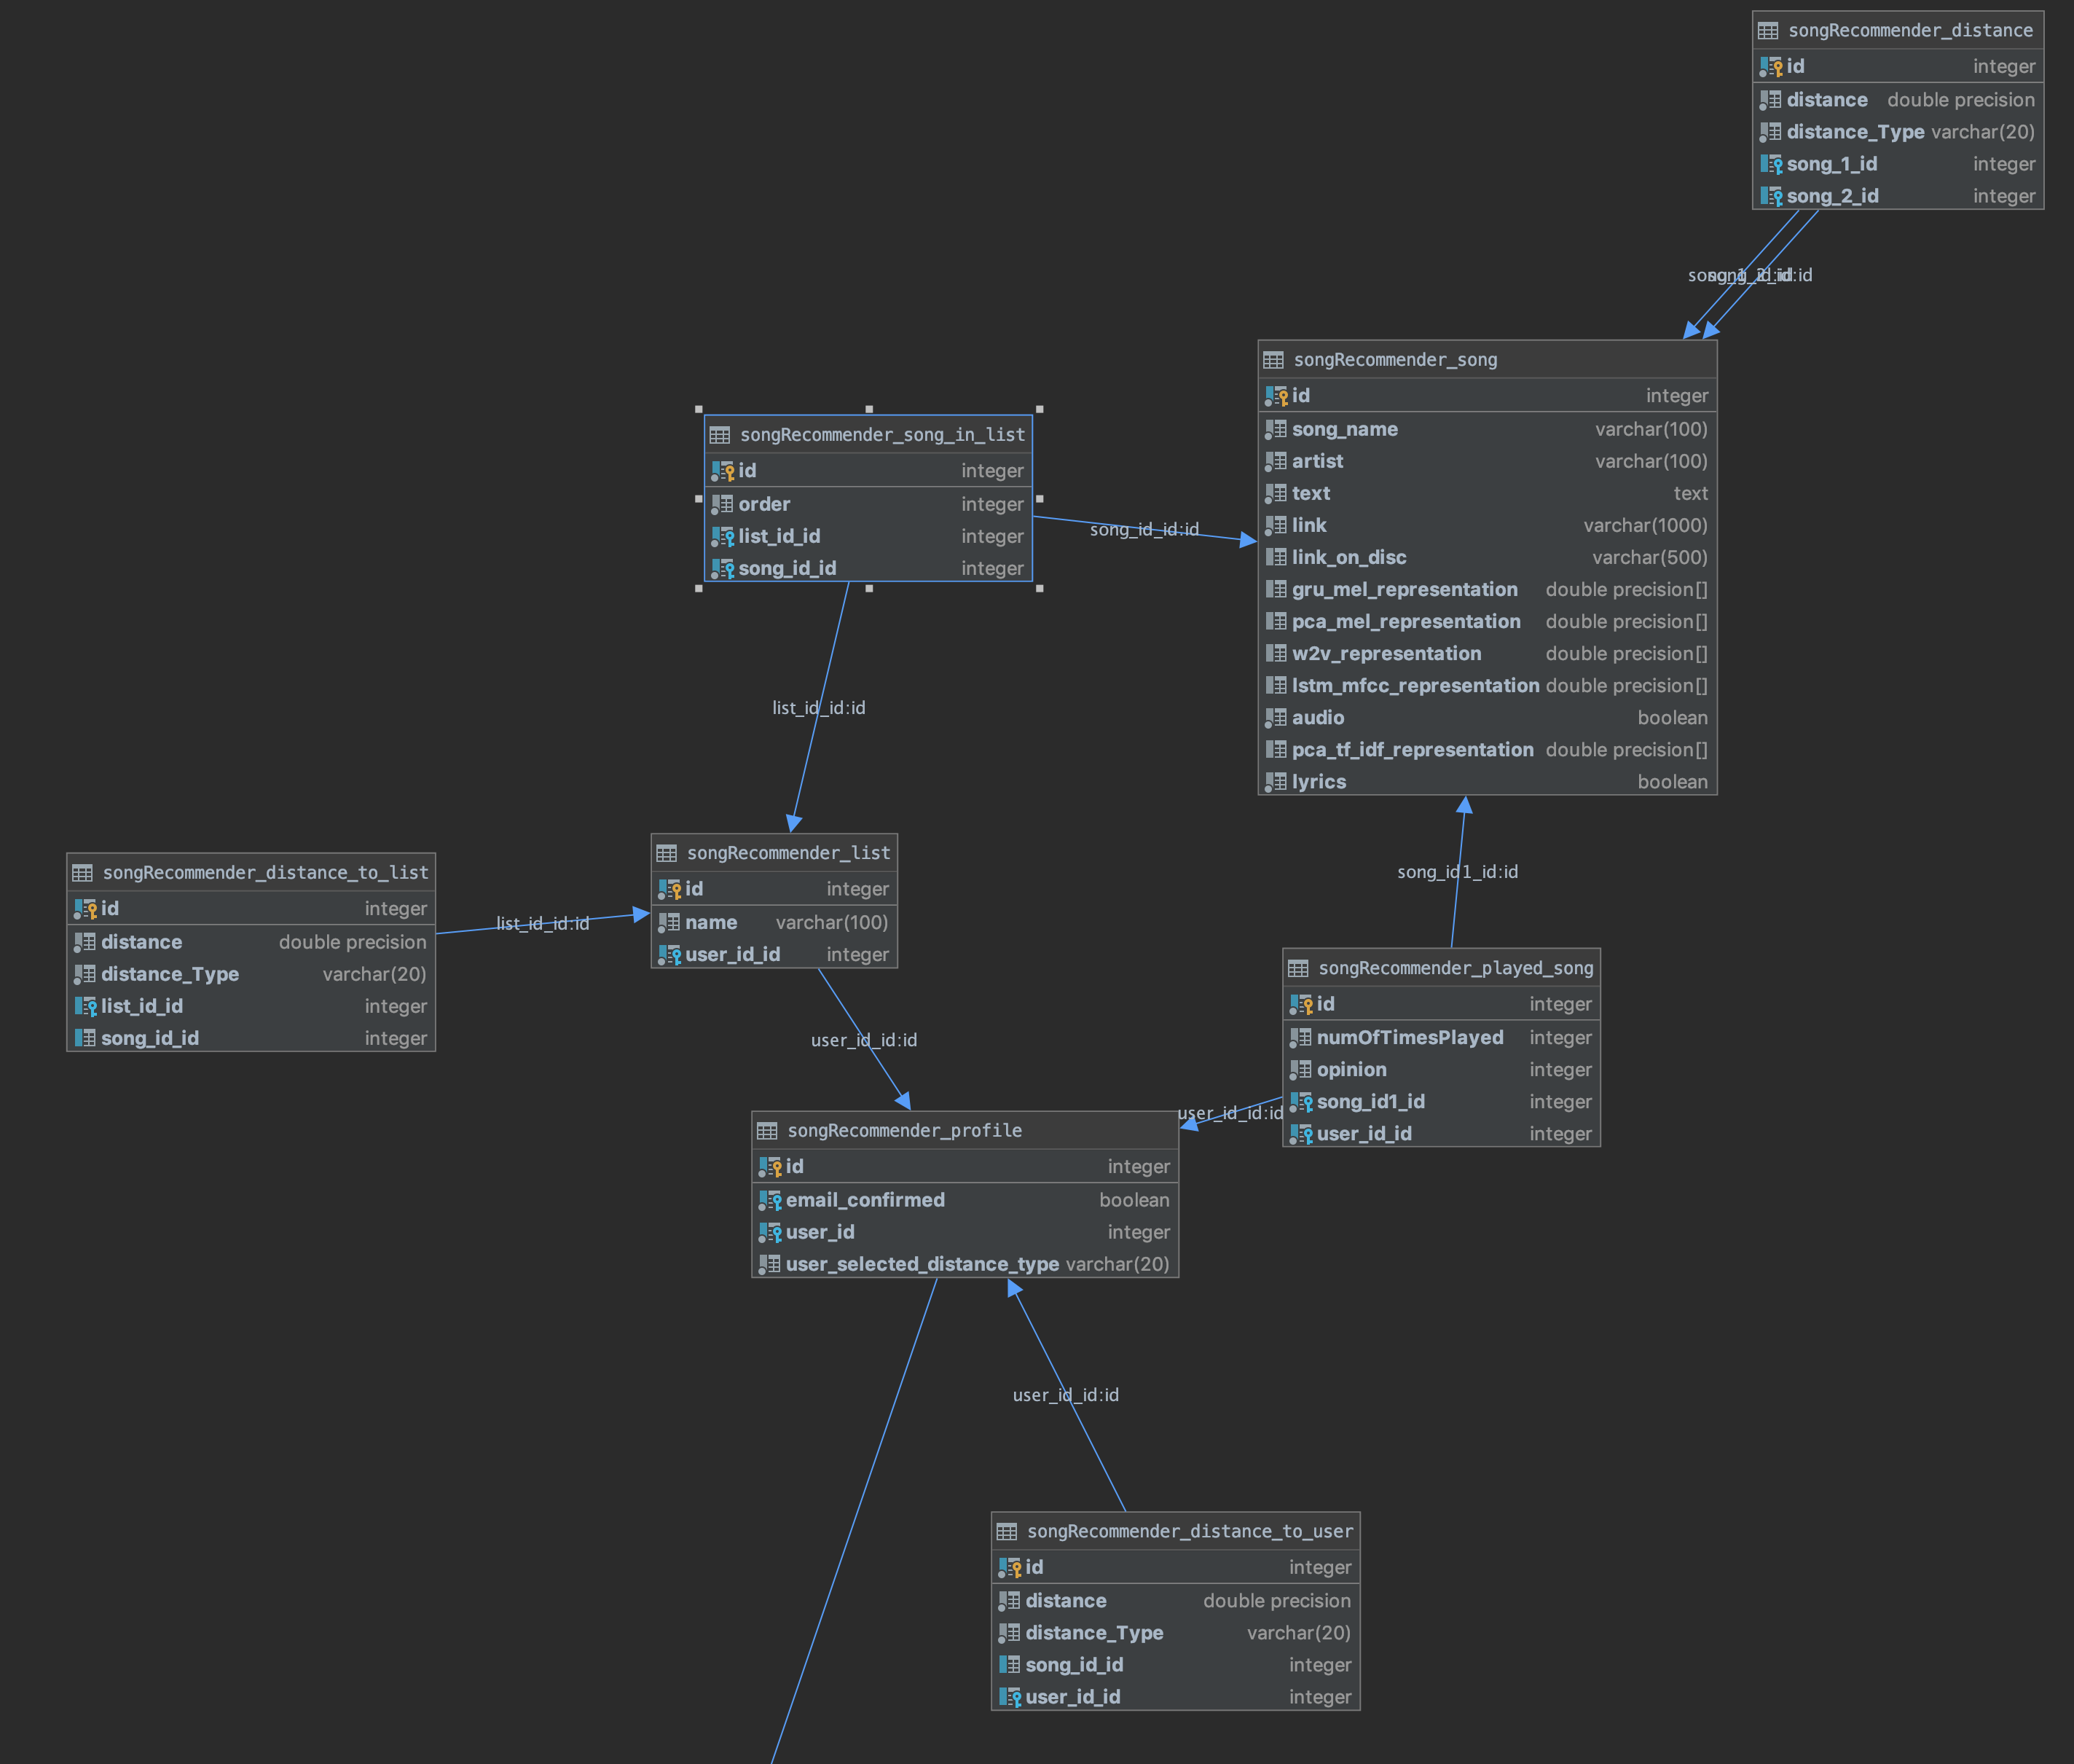 songRecommender_distance
id integer
distance double precision
distance_Type varchar(20)
song_1_id integer
song_2_id integer
songRecommender_song
id integer
song_name varchar(100)
artist varchar(100)
text text
link varchar(1000)
link_on_disc varchar(500)
gru_mel_representation double precision[]
pca_mel_representation double precision[]
w2v_representation double precision[]
lstm_mfcc_representation double precision[]
audio boolean
pca_tf_idf_representation double precision[]
lyrics boolean
songRecommender_song_in_list
id integer
order integer
list_id_id integer
song_id_id integer
song_id_id:id
list_id_id:id
songRecommender_list
id integer
name varchar(100)
user_id_id integer
songRecommender_distance_to_list
id integer
distance double precision
distance_Type varchar(20)
list_id_id integer
song_id_id integer
list_id_id:id
song_id1_id:id
songRecommender_played_song
id integer
numOfTimesPlayed integer
opinion integer
song_id1_id integer
user_id_id integer
user_id_id:id
user_id_id:id
songRecommender_profile
id integer
email_confirmed boolean
user_id integer
user_selected_distance_type varchar(20)
user_id_id:id
songRecommender_distance_to_user
id integer
distance double precision
distance_Type varchar(20)
song_id_id integer
user_id_id integer